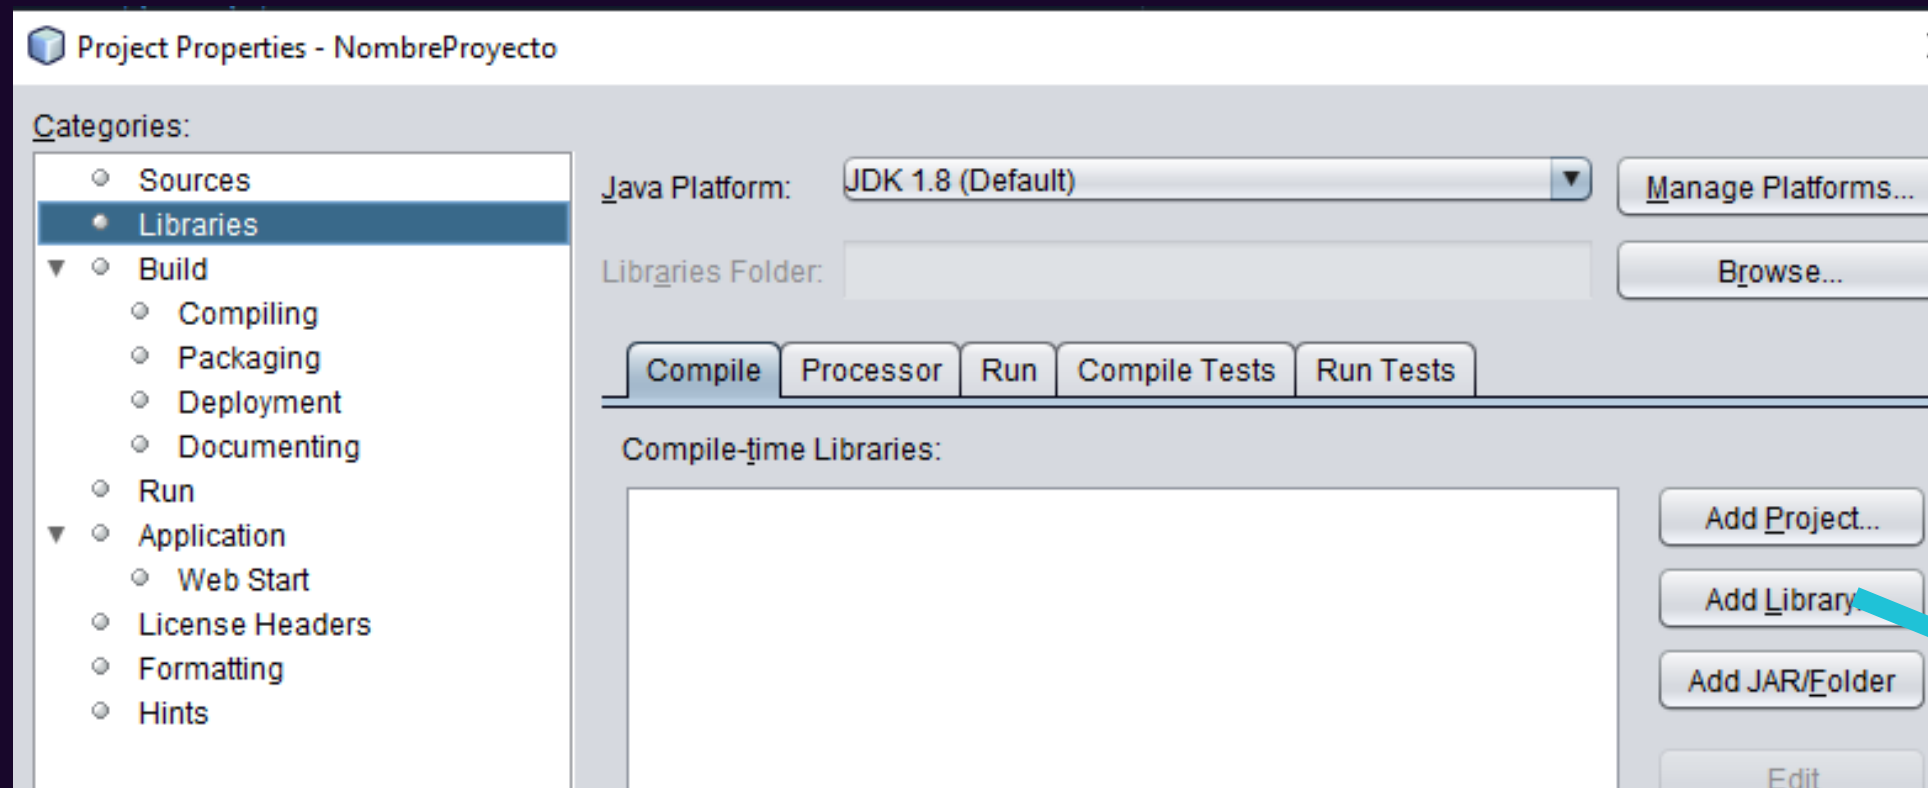 Project Properties - NombreProyecto
Categories:
Sources
Libraries
Build
Compiling
Packaging
Deployment
Documenting
Run
Application
Web Start
License Headers
Formatting
Hints
Java Platform:
JDK 1.8 (Default)
Manage Platforms...
Libraries Folder:
Browse...
Compile
Processor
Run
Compile Tests
Run Tests
Compile-time Libraries:
Add Project...
Add Library
Add JAR/Folder
Edit